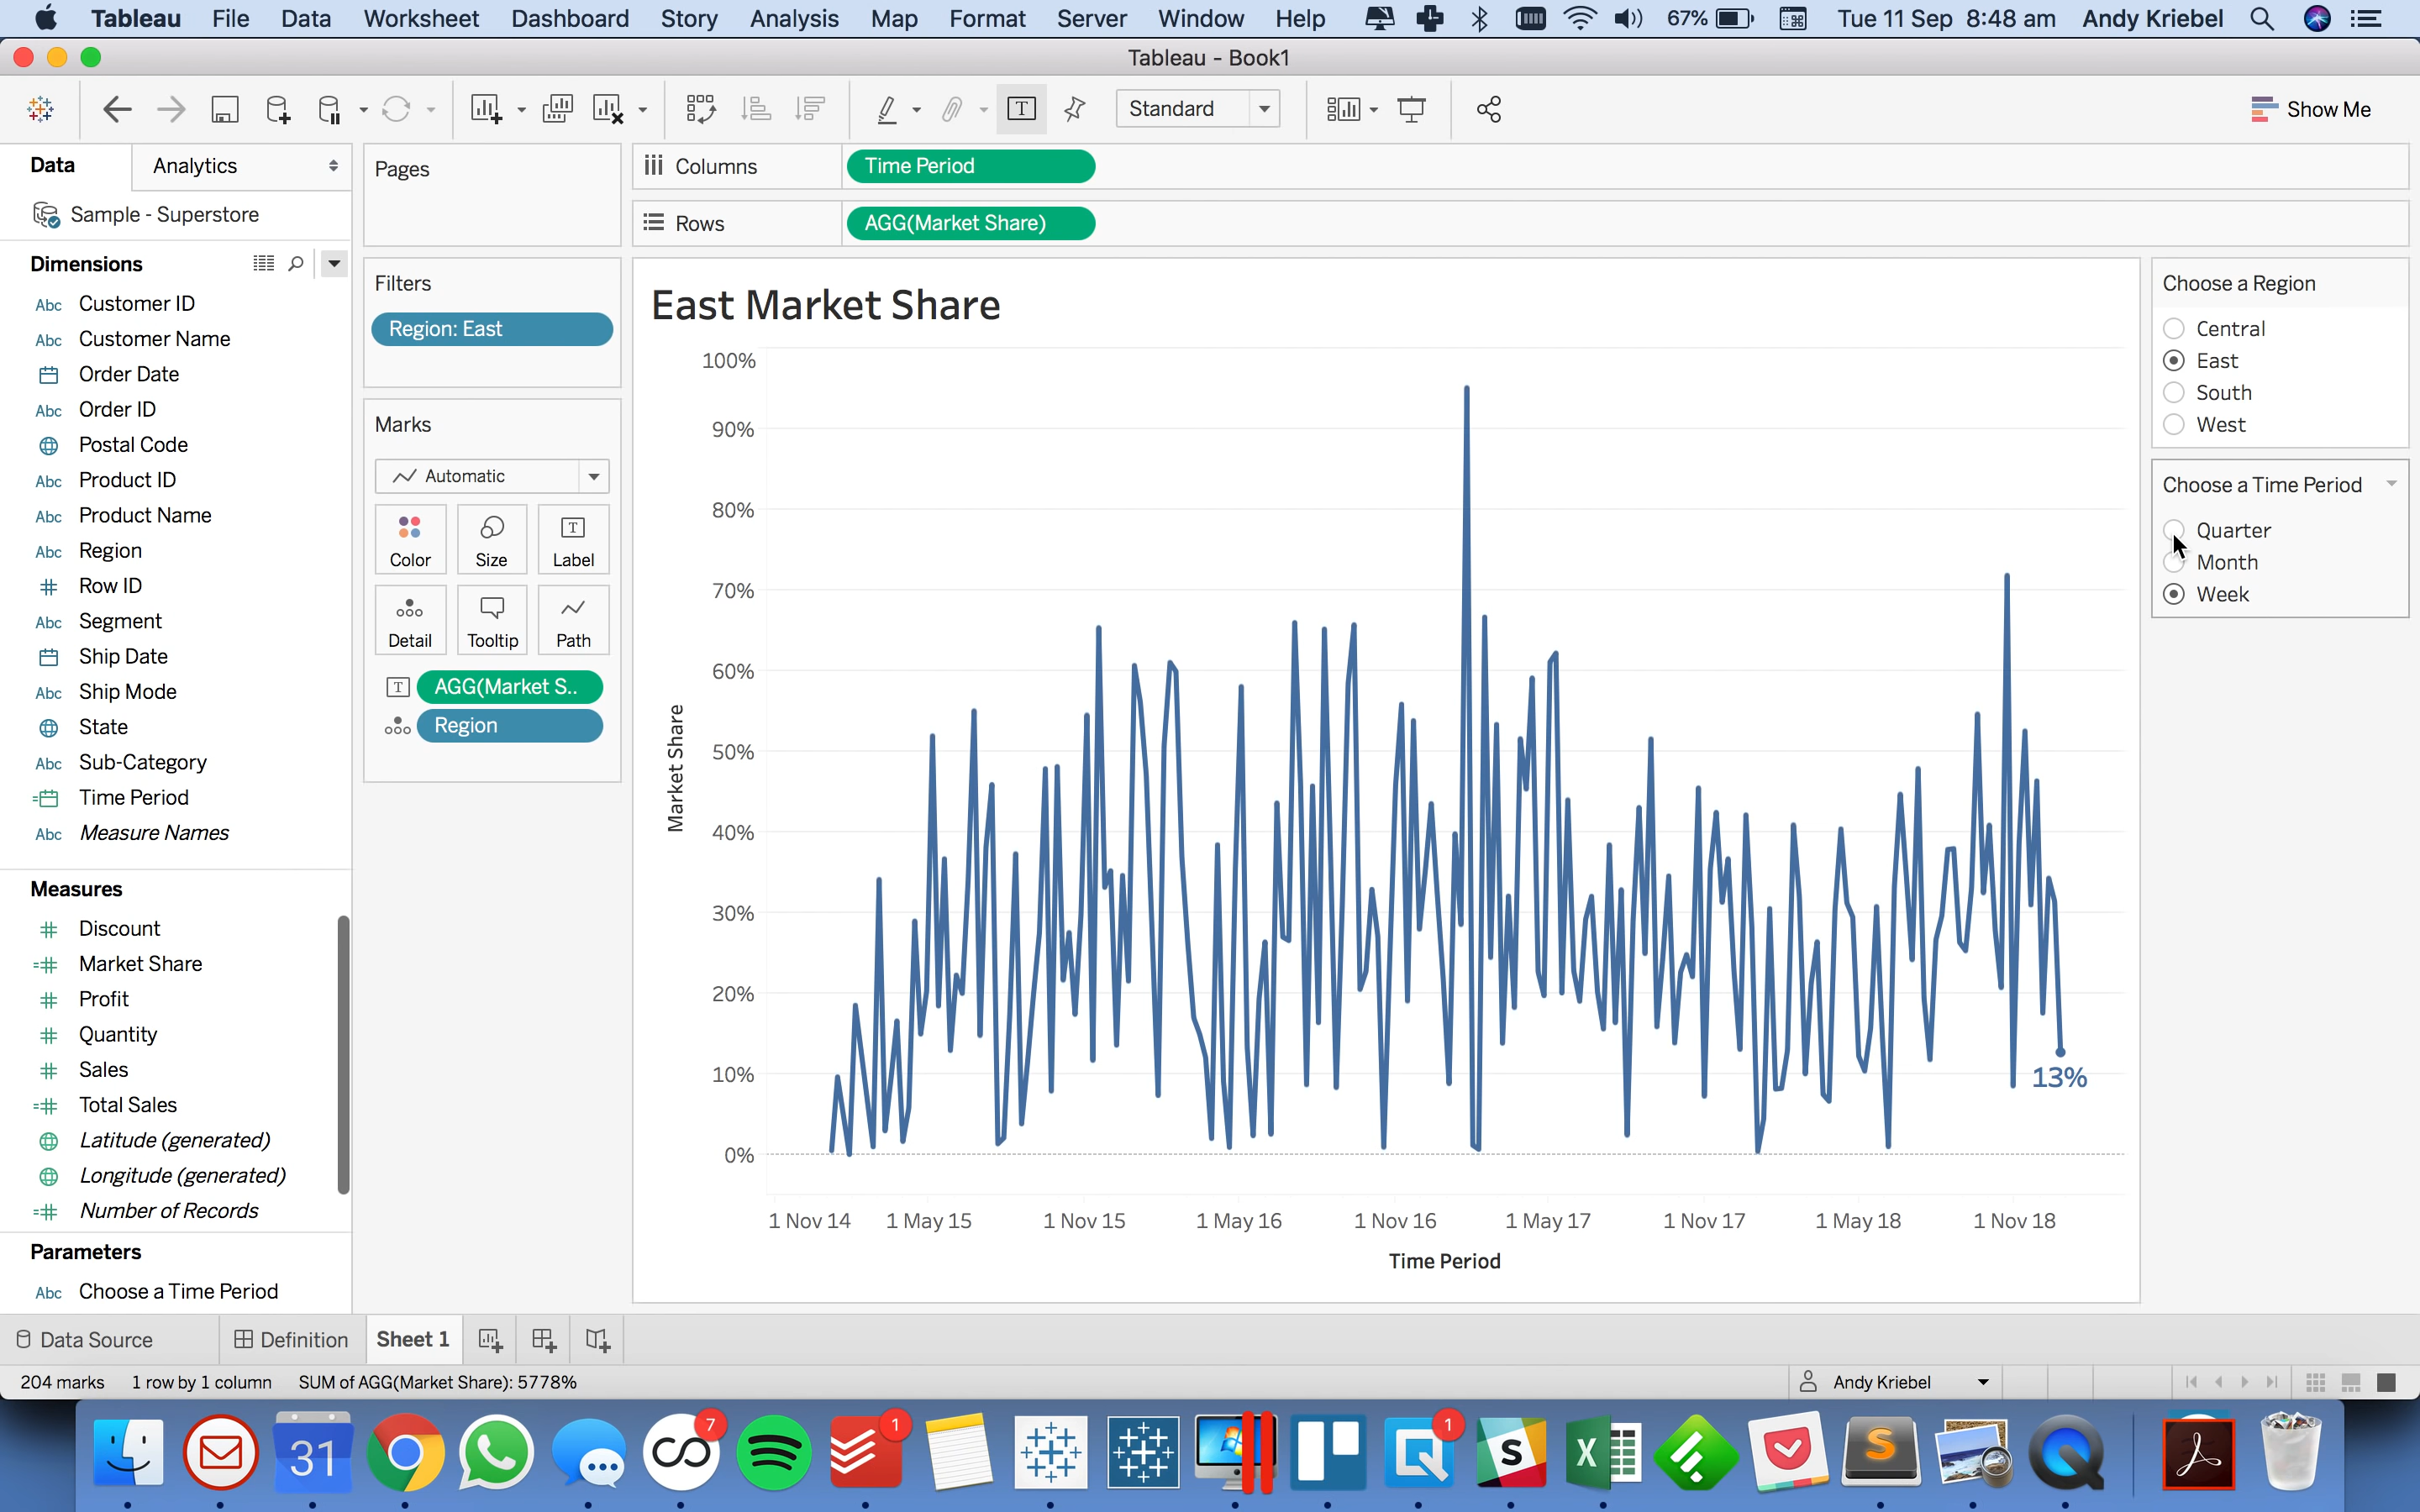 Tableau File Data Worksheet Dashboard Story Analysis Map Format Server Window Help 67% Tue 11 Sep 8:48 am Andy Kriebel
Tableau - Book1
Standard
Show Me
Data Analytics
Sample - Superstore
Dimensions
Abc Customer ID
Abc Customer Name
Order Date
Abc Order ID
Postal Code
Abc Product ID
Abc Product Name
Abc Region
# Row ID
Abc Segment
Ship Date
Abc Ship Mode
State
Abc Sub-Category
Time Period
Abc Measure Names
Measures
# Discount
=# Market Share
# Profit
# Quantity
# Sales
=# Total Sales
Latitude (generated)
Longitude (generated)
=# Number of Records
Parameters
Abc Choose a Time Period
Pages
Filters
Region: East
Marks
Automatic
Color Size Label
Detail Tooltip Path
AGG(Market S..
Region
Columns Time Period
Rows AGG(Market Share)
East Market Share
100%
90%
80%
70%
60%
50%
40%
30%
20%
10%
0%
Market Share
13%
1 Nov 14 1 May 15 1 Nov 15 1 May 16 1 Nov 16 1 May 17 1 Nov 17 1 May 18 1 Nov 18
Time Period
Choose a Region
Central
East
South
West
Choose a Time Period
Quarter
Month
Week
Data Source Definition Sheet 1
204 marks 1 row by 1 column SUM of AGG(Market Share): 5778% Andy Kriebel
31 7 1 1 S X S